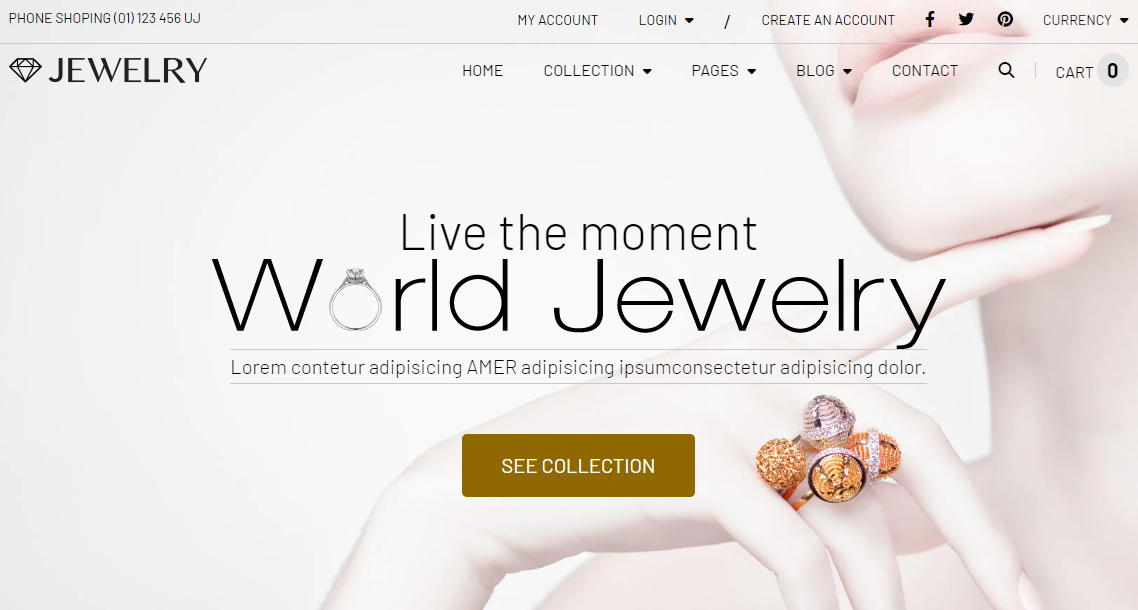 PHONE SHOPING (01) 123 456 UJ MY ACCOUNT LOGIN / CREATE AN ACCOUNT CURRENCY
JEWELRY HOME COLLECTION PAGES BLOG CONTACT CART 0
Live the moment
World Jewelry
Lorem contetur adipisicing AMER adipisicing ipsumconsectetur adipisicing dolor.
SEE COLLECTION